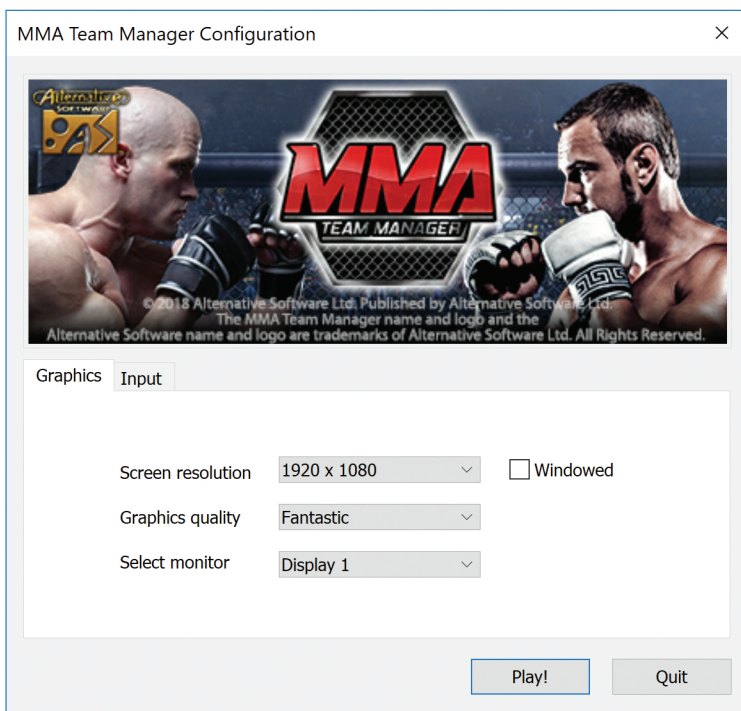 MMA Team Manager Configuration
Alternative
SOFTWARE
MMA
TEAM MANAGER
© 2018 Alternative Software Ltd. Published by Alternative Software Ltd.
The MMA Team Manager name and logo and the
Alternative Software name and logo are trademarks of Alternative Software Ltd. All Rights Reserved.
Graphics Input
Screen resolution 1920 x 1080 Windowed
Graphics quality Fantastic
Select monitor Display 1
Play! Quit